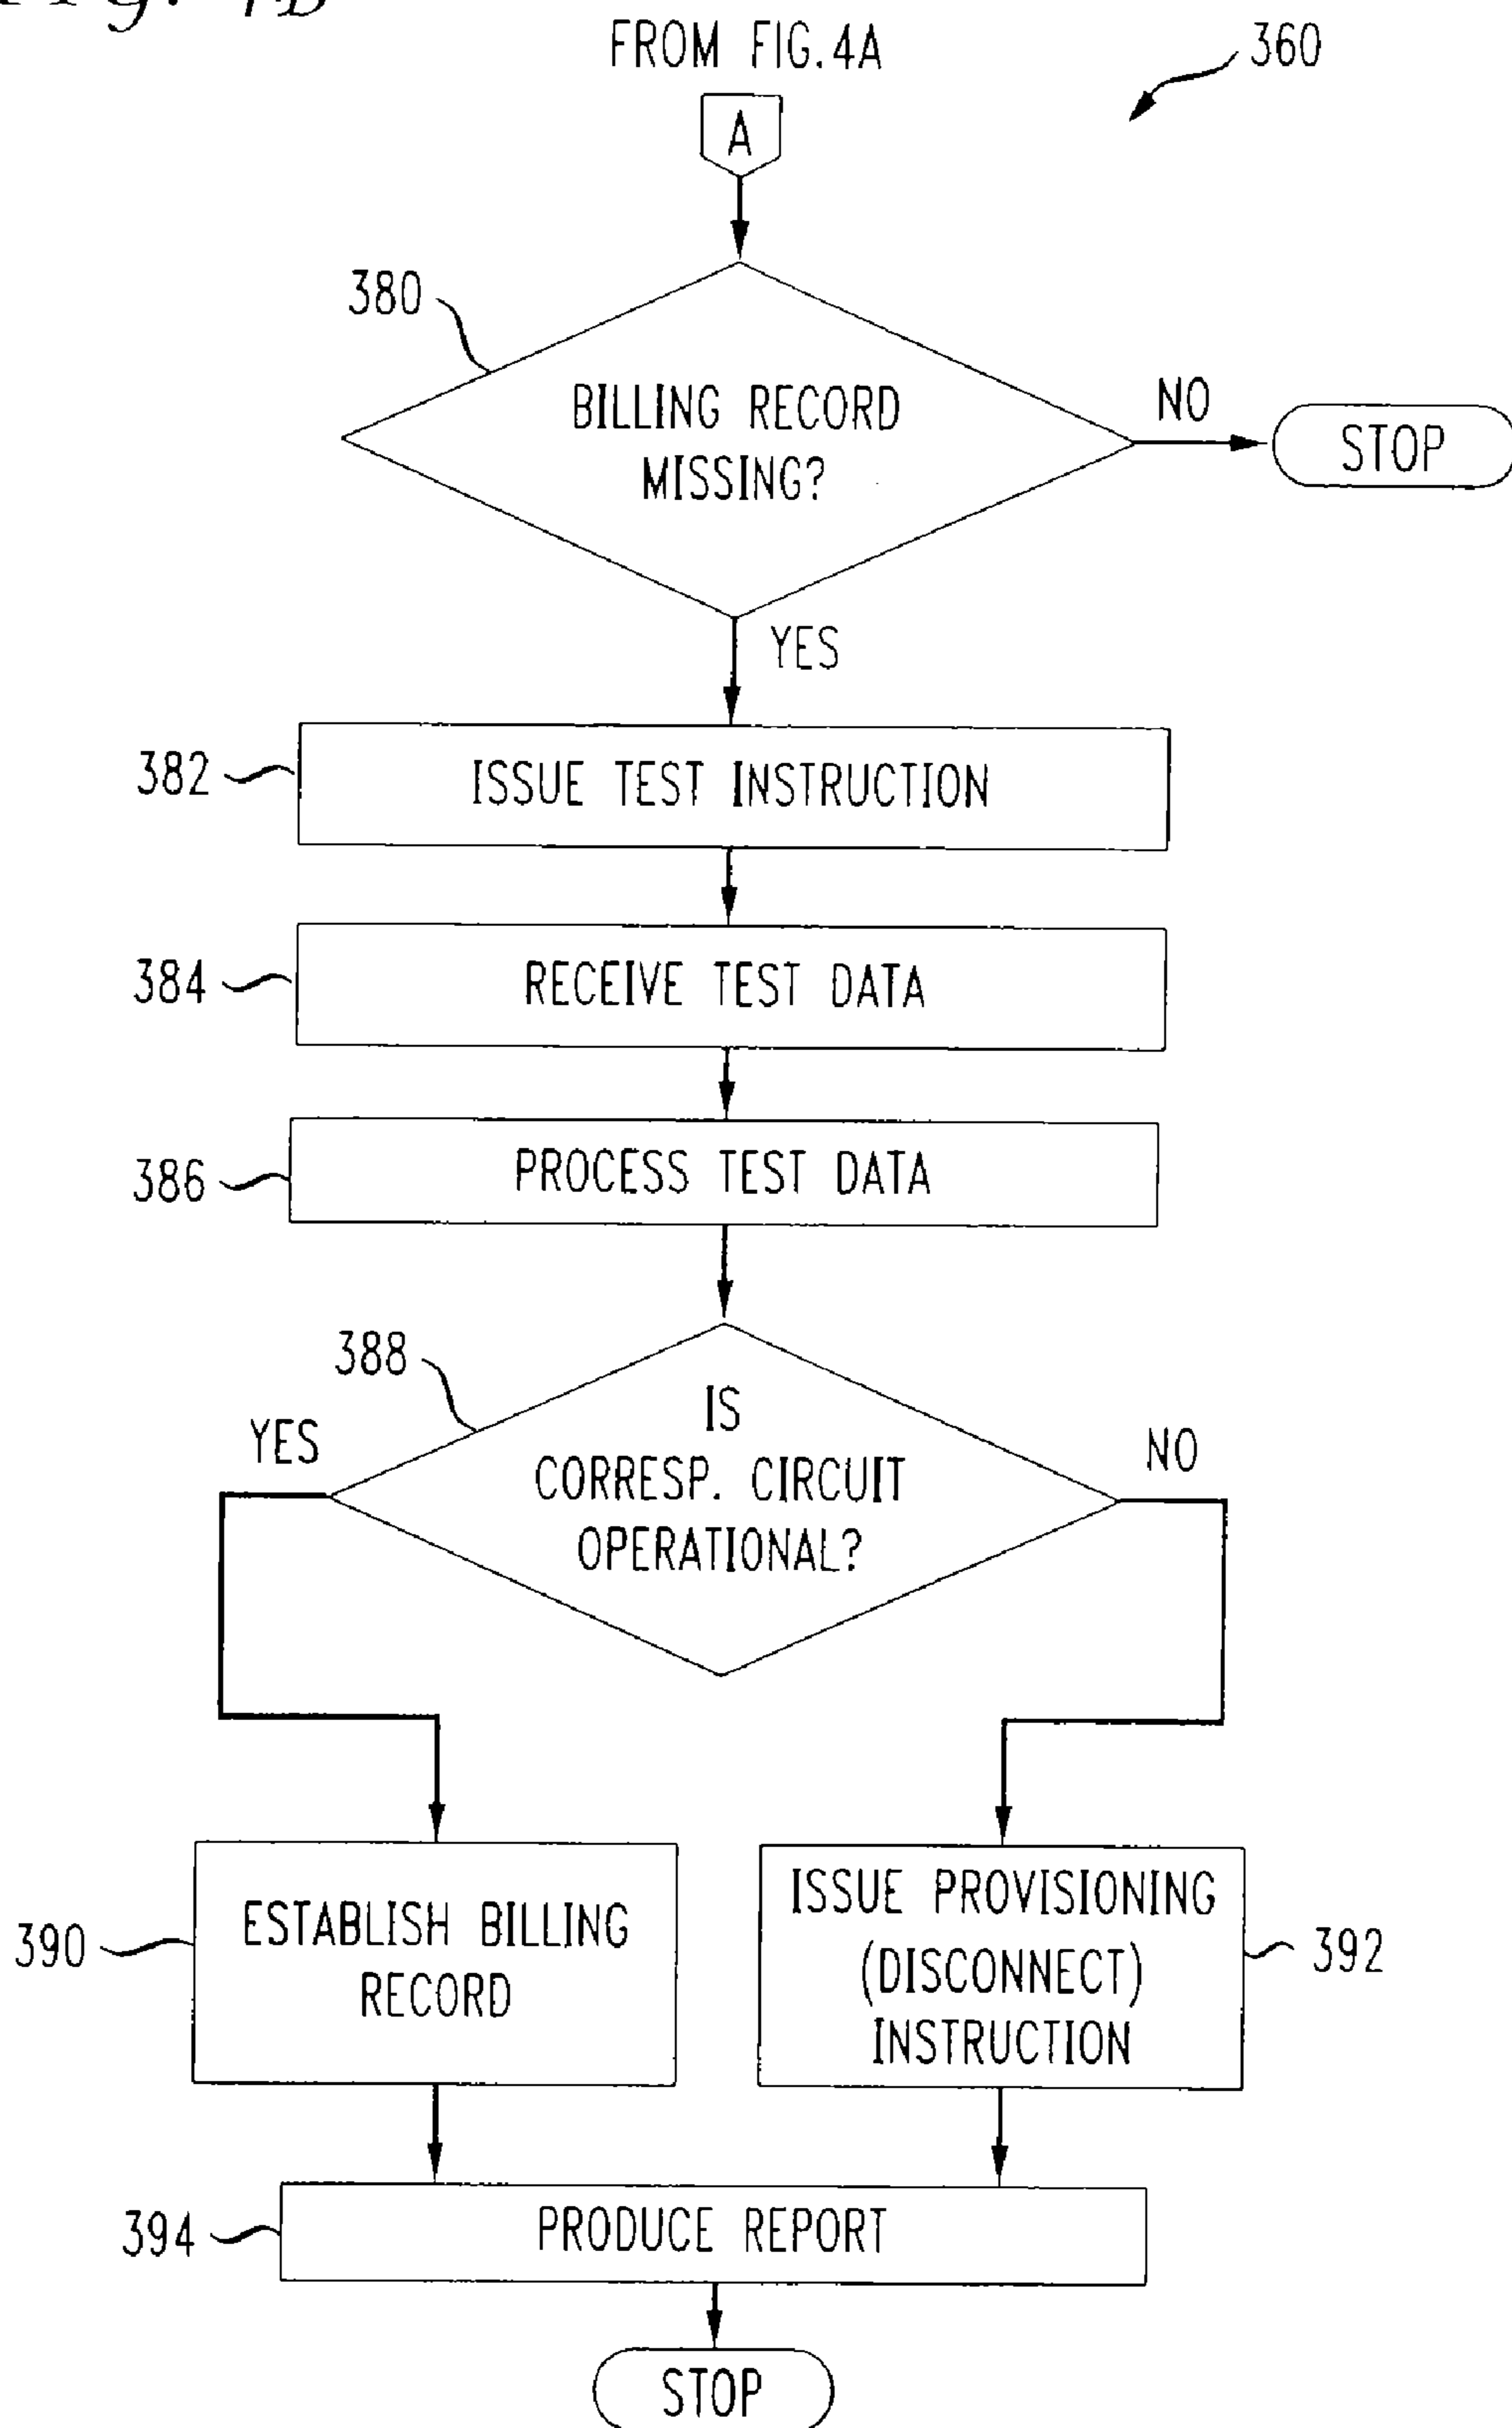 Fig. 4B
FROM FIG.4A
360
A
380
BILLING RECORD
MISSING?
NO
STOP
YES
382
ISSUE TEST INSTRUCTION
384
RECEIVE TEST DATA
386
PROCESS TEST DATA
388
YES
IS
CORRESP. CIRCUIT
OPERATIONAL?
NO
390
ESTABLISH BILLING
RECORD
ISSUE PROVISIONING
(DISCONNECT)
INSTRUCTION
392
394
PRODUCE REPORT
STOP